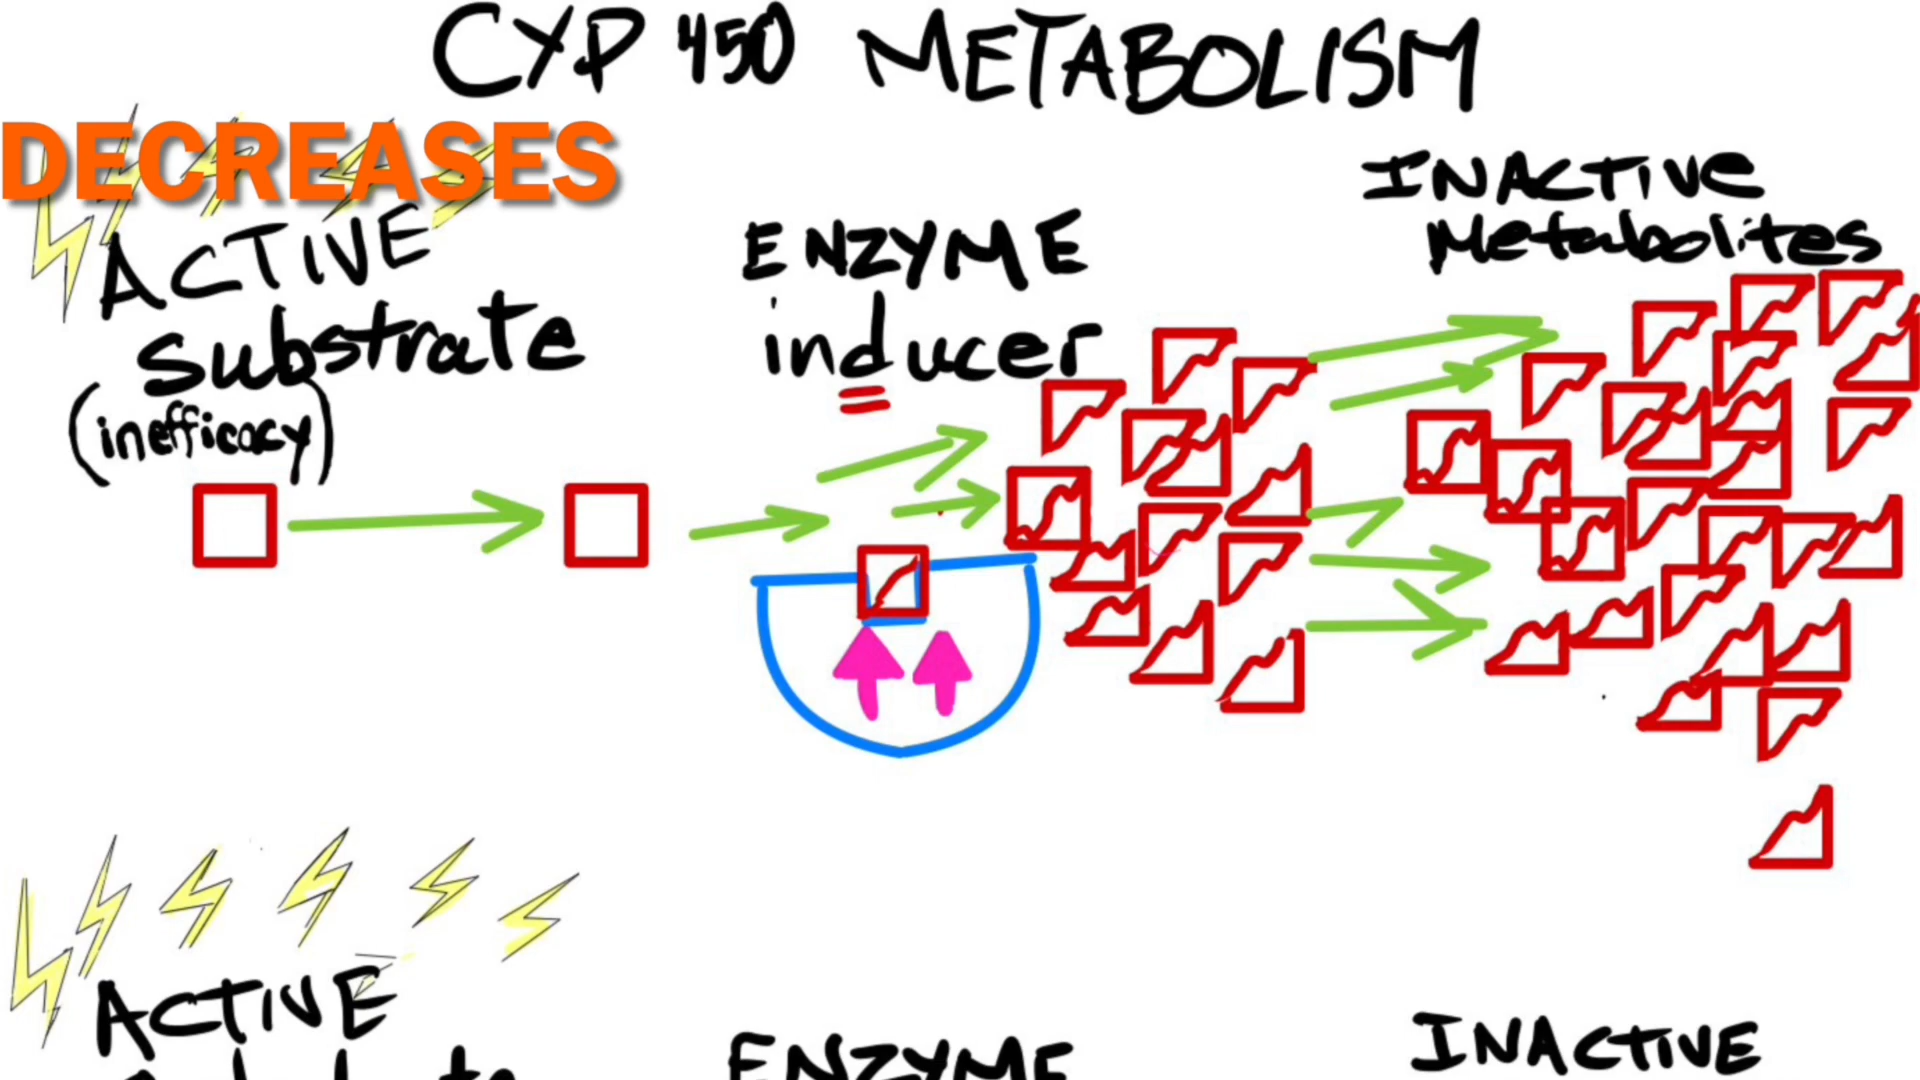 CYP 450 METABOLISM
DECREASES
ACTIVE
substrate
(inefficacy)
ENZYME
inducer
INACTIVE
Metabolites
ACTIVE
ENZYME
INACTIVE